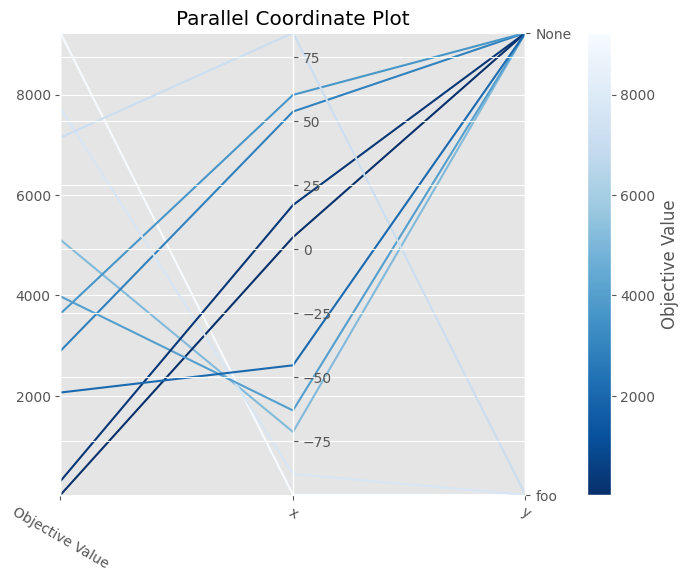 Parallel Coordinate Plot
None
8000
6000
4000
2000
75
50
25
0
−25
−50
−75
foo
Objective Value
x
y
8000
6000
4000
2000
Objective Value